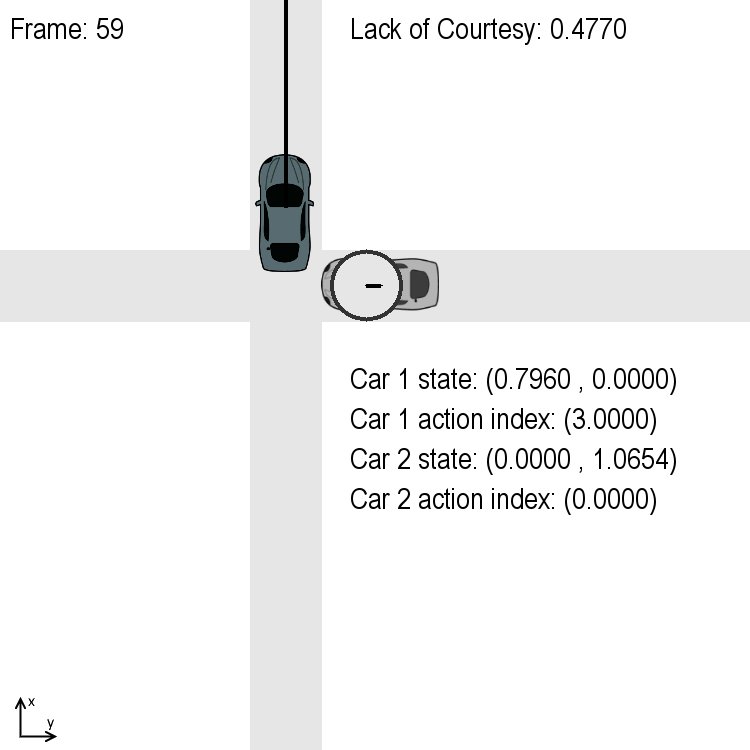 Frame: 59
Lack of Courtesy: 0.4770
Car 1 state: (0.7960 , 0.0000)
Car 1 action index: (3.0000)
Car 2 state: (0.0000 , 1.0654)
Car 2 action index: (0.0000)
x
y